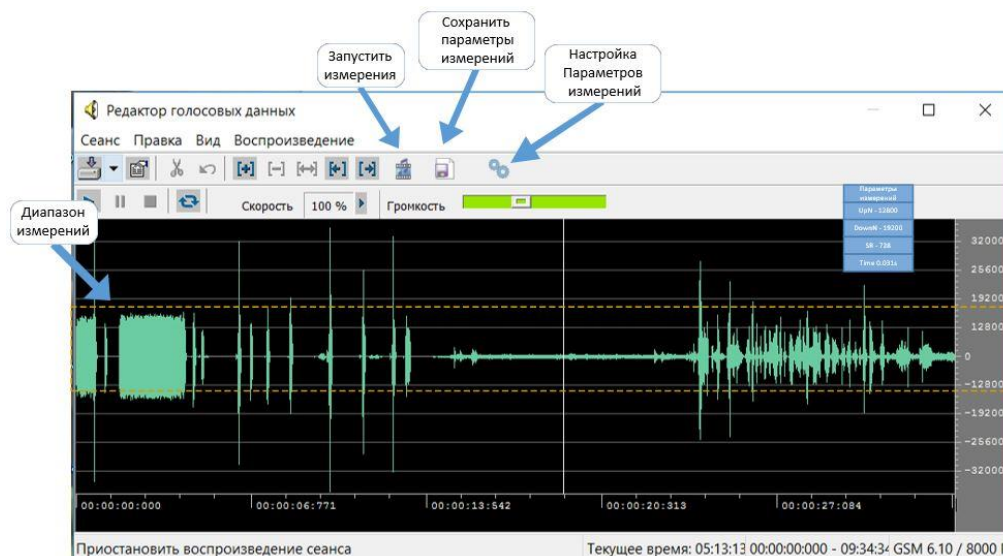 Сохранить
параметры
измерений
Запустить
измерения
Настройка
Параметров
измерений
Редактор голосовых данных
Сеанс Правка Вид Воспроизведение
Скорость 100 % Громкость
Диапазон
измерений
Параметры
измерений
UpN - 12800
DownN - 19200
SR - 736
Time 0.031s
32000
25600
19200
12800
0
-12800
-19200
-25600
-32000
00:00:00:000 00:00:06:771 00:00:13:542 00:00:20:313 00:00:27:084
Приостановить воспроизведение сеанса Текущее время: 05:13:13 00:00:00:000 - 09:34:34 GSM 6.10 / 8000